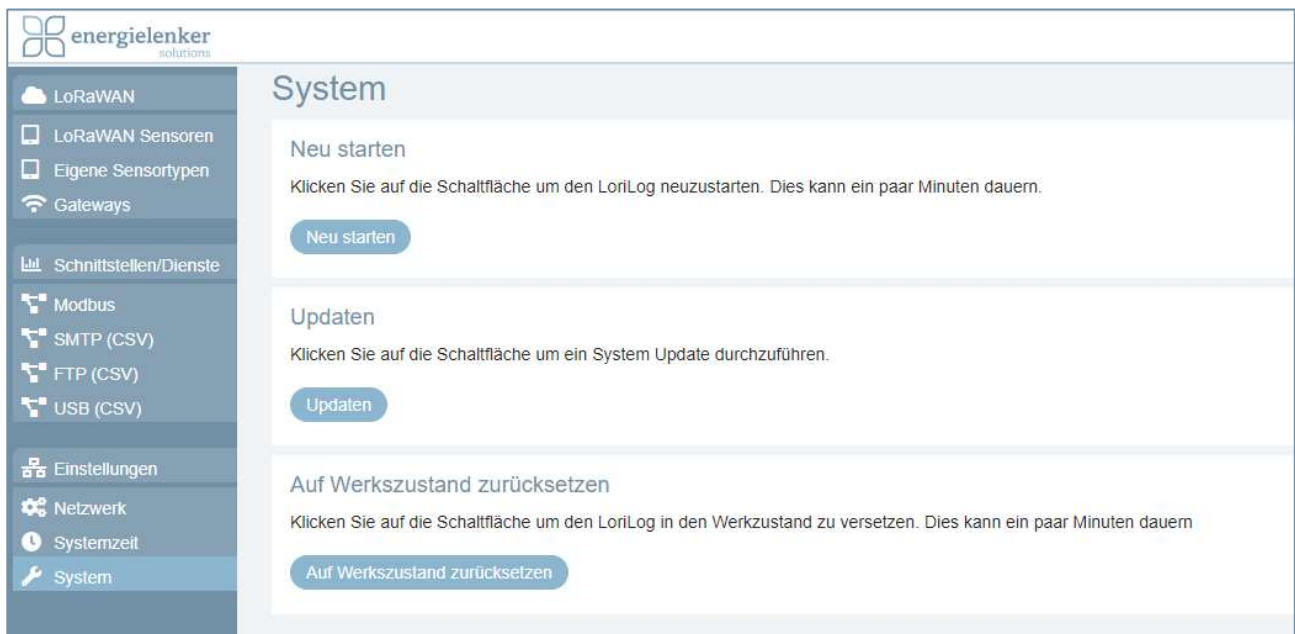 energielenker
solutions
LoRaWAN
LoRaWAN Sensoren
Eigene Sensortypen
Gateways
Schnittstellen/Dienste
Modbus
SMTP (CSV)
FTP (CSV)
USB (CSV)
Einstellungen
Netzwerk
Systemzeit
System
System
Neu starten
Klicken Sie auf die Schaltfläche um den LoriLog neuzustarten. Dies kann ein paar Minuten dauern.
Neu starten
Updaten
Klicken Sie auf die Schaltfläche um ein System Update durchzuführen.
Updaten
Auf Werkszustand zurücksetzen
Klicken Sie auf die Schaltfläche um den LoriLog in den Werkzustand zu versetzen. Dies kann ein paar Minuten dauern
Auf Werkszustand zurücksetzen